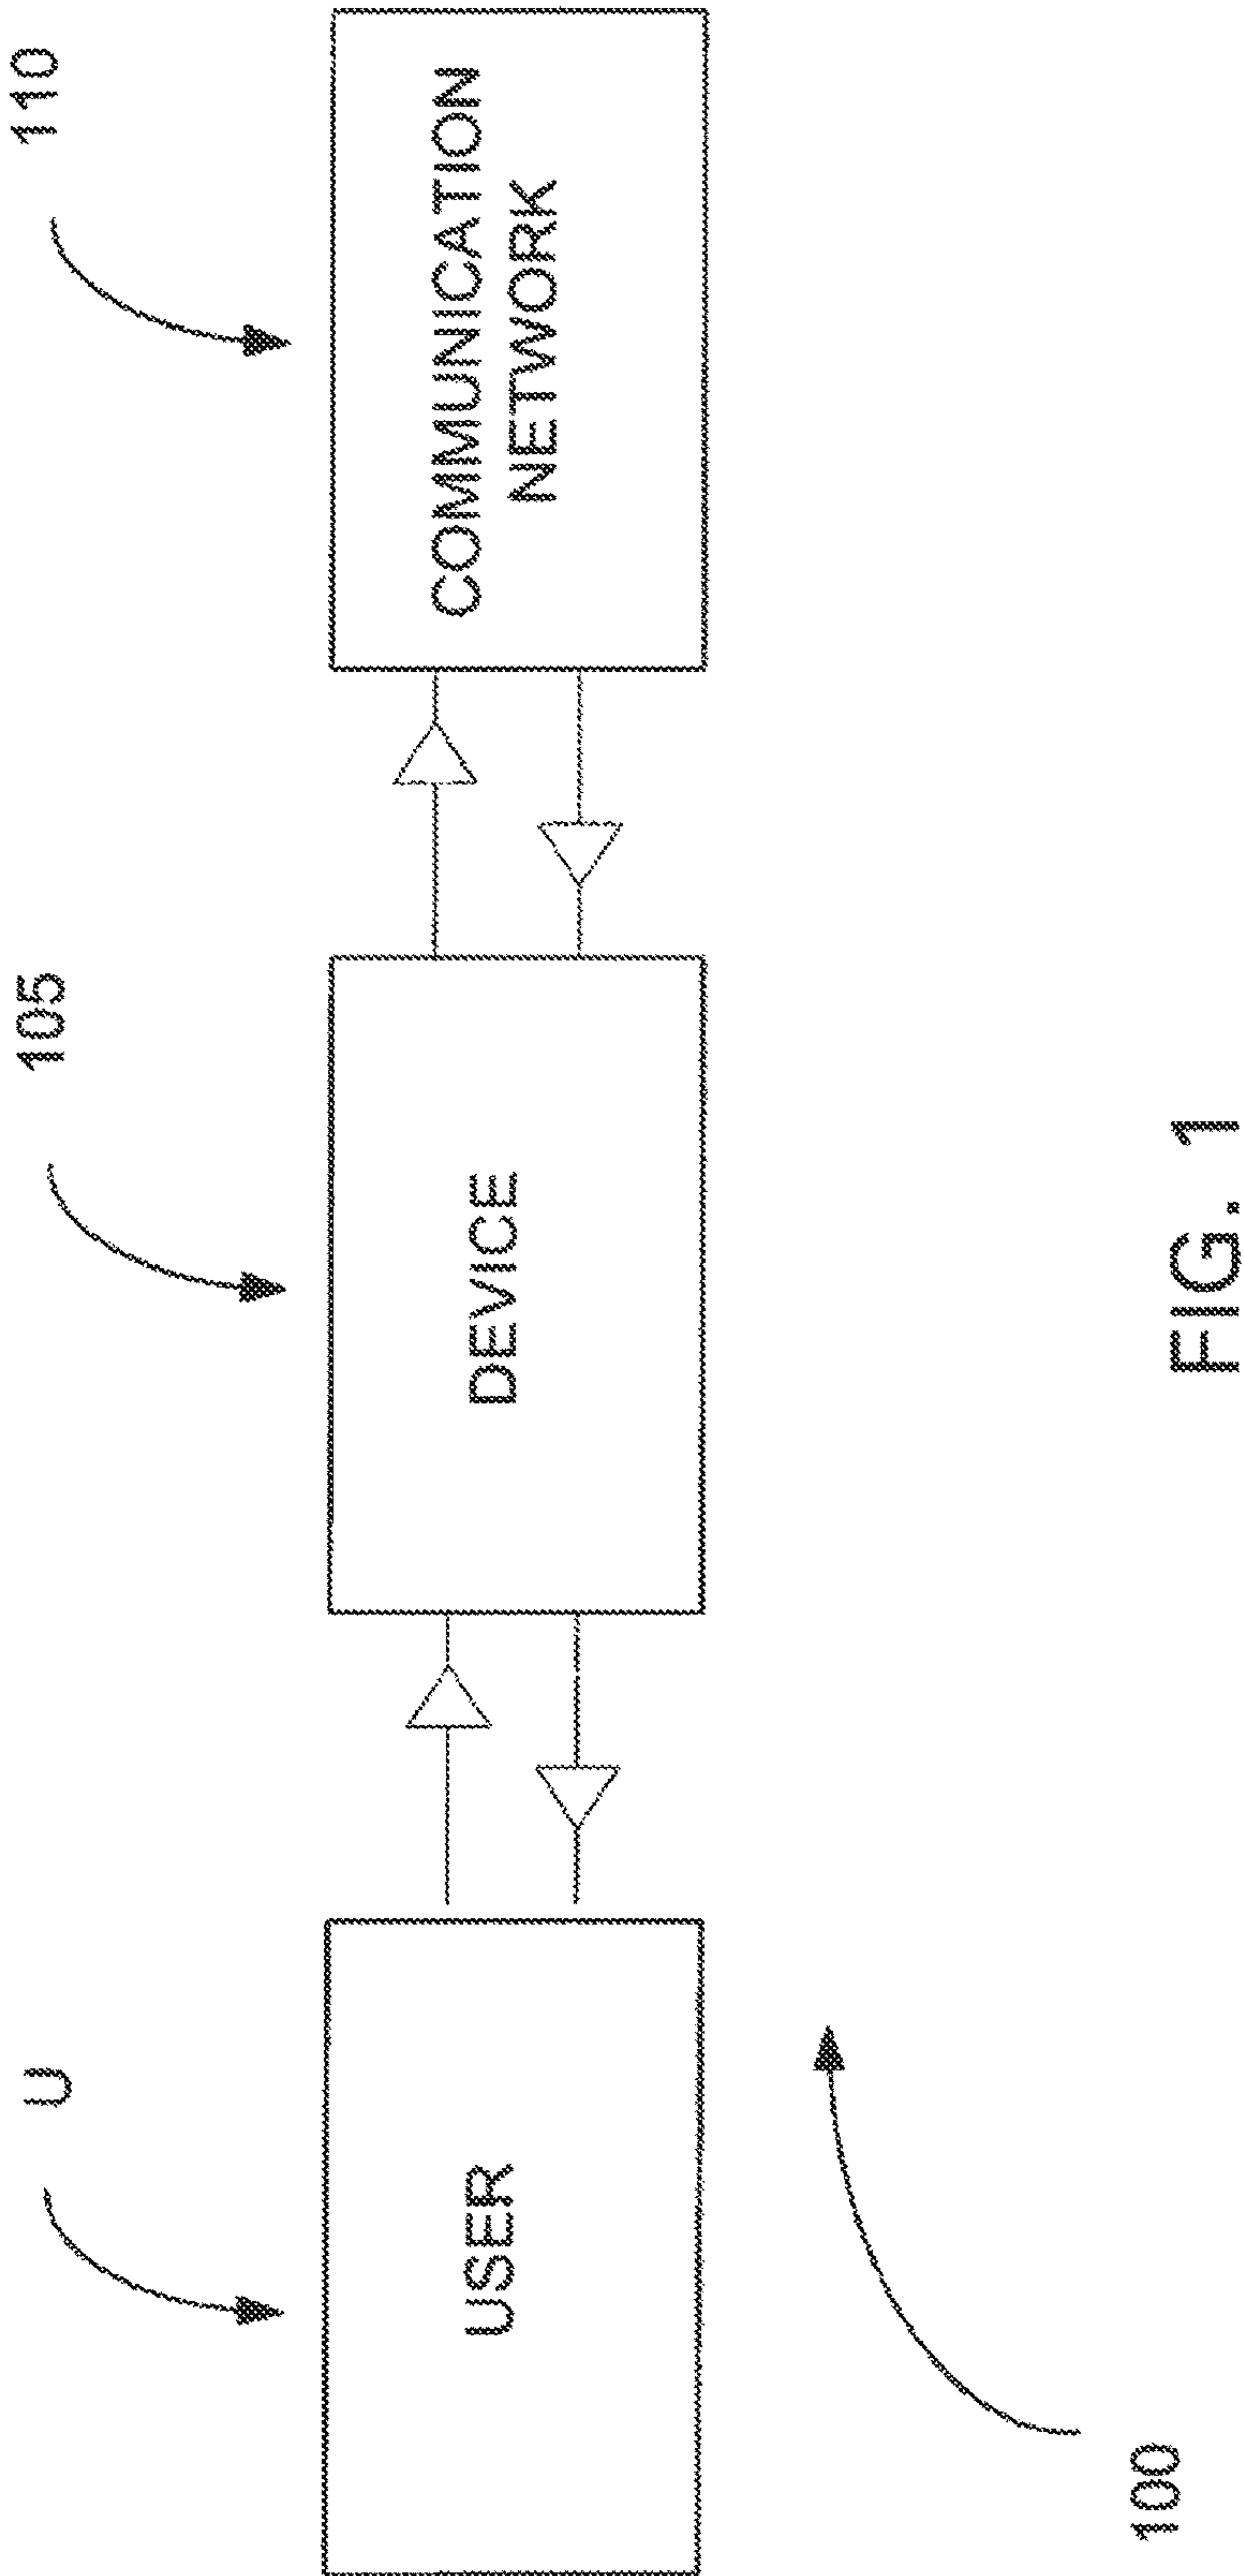 U
105
110
USER
DEVICE
COMMUNICATION
NETWORK
100
FIG. 1